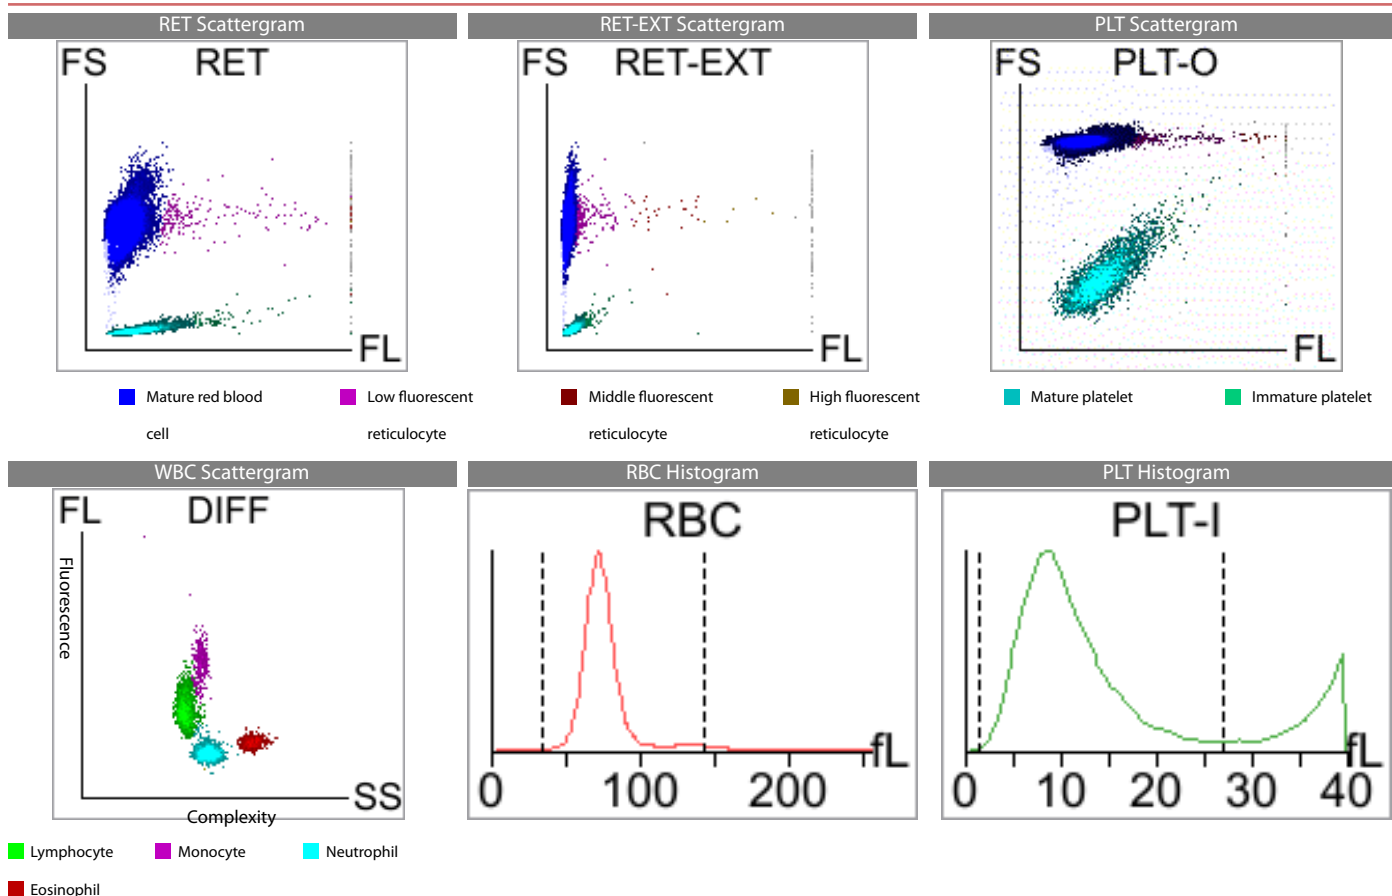 RET Scattergram
RET-EXT Scattergram
PLT Scattergram
FS RET
FL
FS RET-EXT
FL
FS PLT-O
FL
Mature red blood
cell
Low fluorescent
reticulocyte
Middle fluorescent
reticulocyte
High fluorescent
reticulocyte
Mature platelet
Immature platelet
WBC Scattergram
RBC Histogram
PLT Histogram
FL DIFF
Fluorescence
SS
Complexity
RBC
fL
0 100 200
PLT-I
fL
0 10 20 30 40
Lymphocyte
Monocyte
Neutrophil
Eosinophil